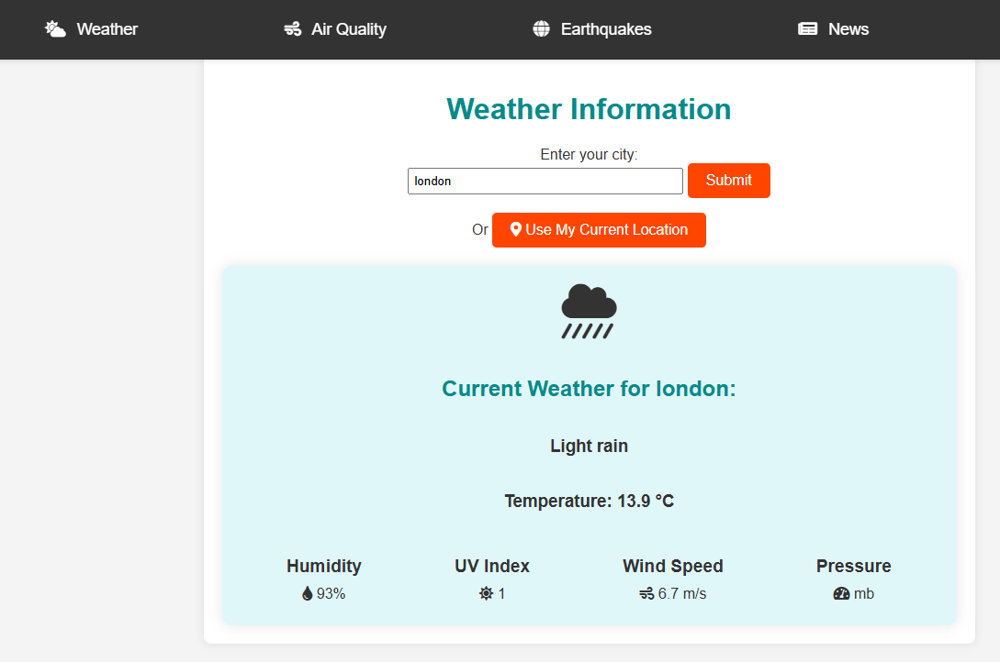 Weather Air Quality Earthquakes News
Weather Information
Enter your city:
london Submit
Or Use My Current Location
Current Weather for london:
Light rain
Temperature: 13.9 °C
Humidity UV Index Wind Speed Pressure
93% 1 6.7 m/s mb